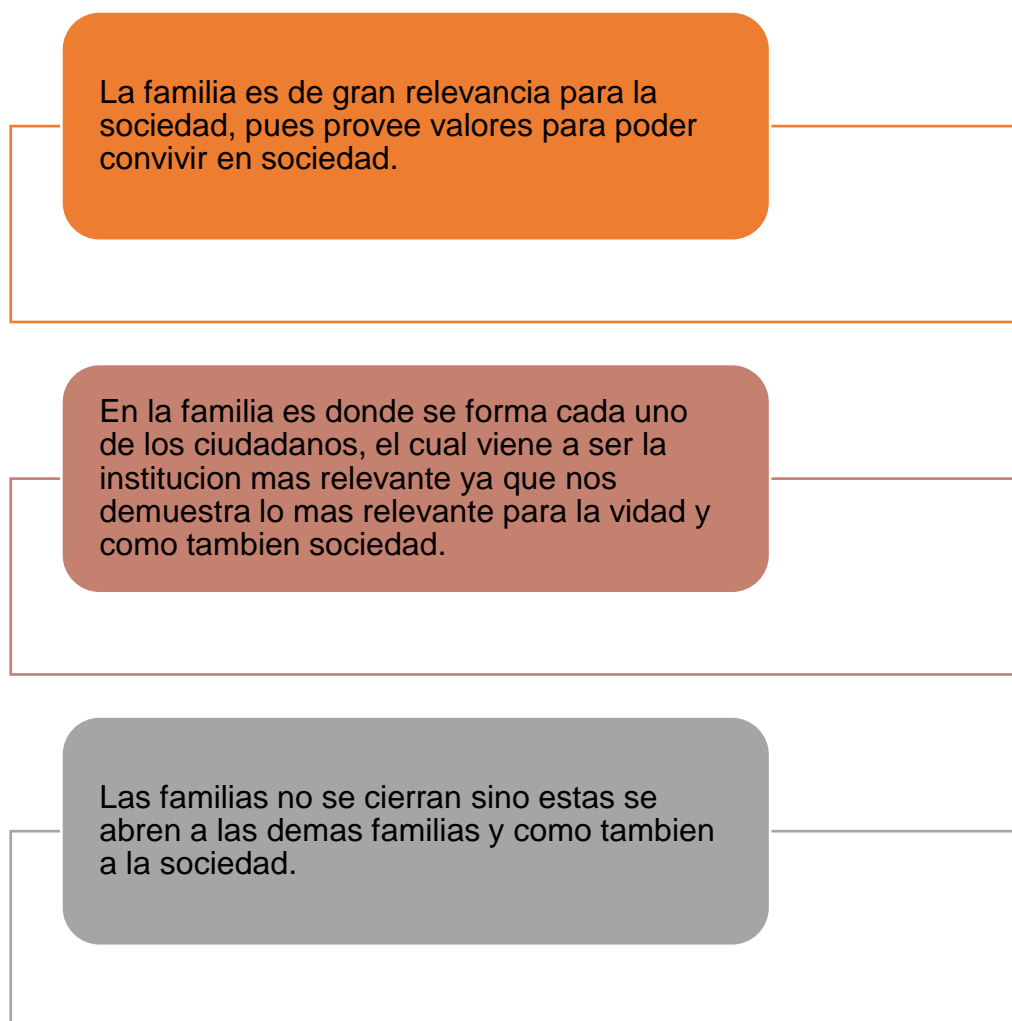 La familia es de gran relevancia para la
sociedad, pues provee valores para poder
convivir en sociedad.
En la familia es donde se forma cada uno
de los ciudadanos, el cual viene a ser la
institucion mas relevante ya que nos
demuestra lo mas relevante para la vidad y
como tambien sociedad.
Las familias no se cierran sino estas se
abren a las demas familias y como tambien
a la sociedad.